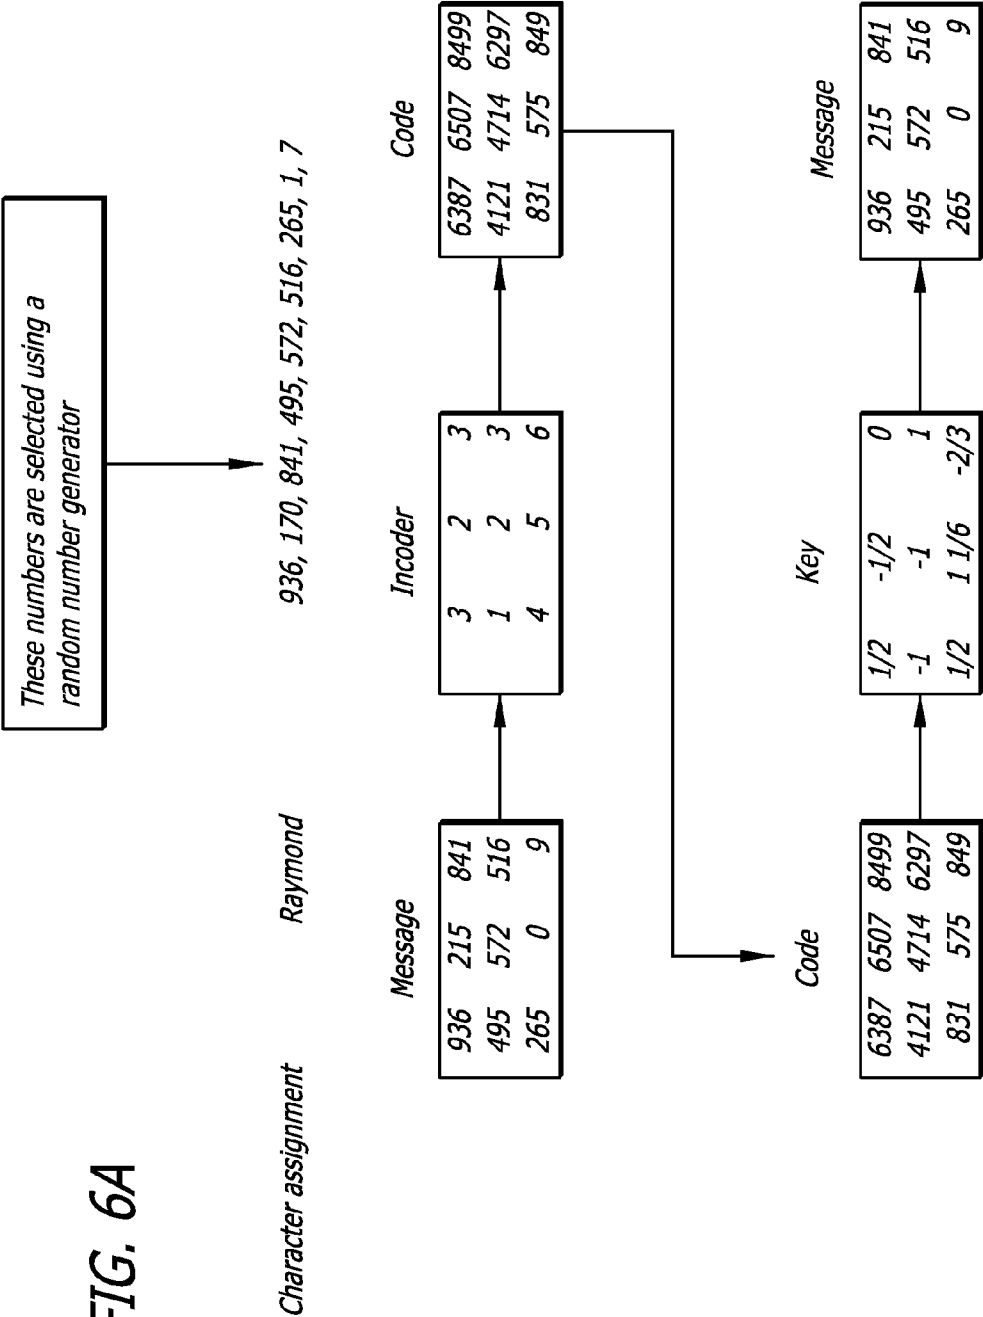 FIG. 6A
These numbers are selected using a
random number generator
Character assignment Raymond 936, 170, 841, 495, 572, 516, 265, 1, 7
Message
936 215 841
495 572 516
265 0 9
Incoder
3 2 3
1 2 3
4 5 6
Code
6387 6507 8499
4121 4714 6297
831 575 849
Code
6387 6507 8499
4121 4714 6297
831 575 849
Key
1/2 -1/2 0
-1 -1 1
1/2 1 1/6 -2/3
Message
936 215 841
495 572 516
265 0 9